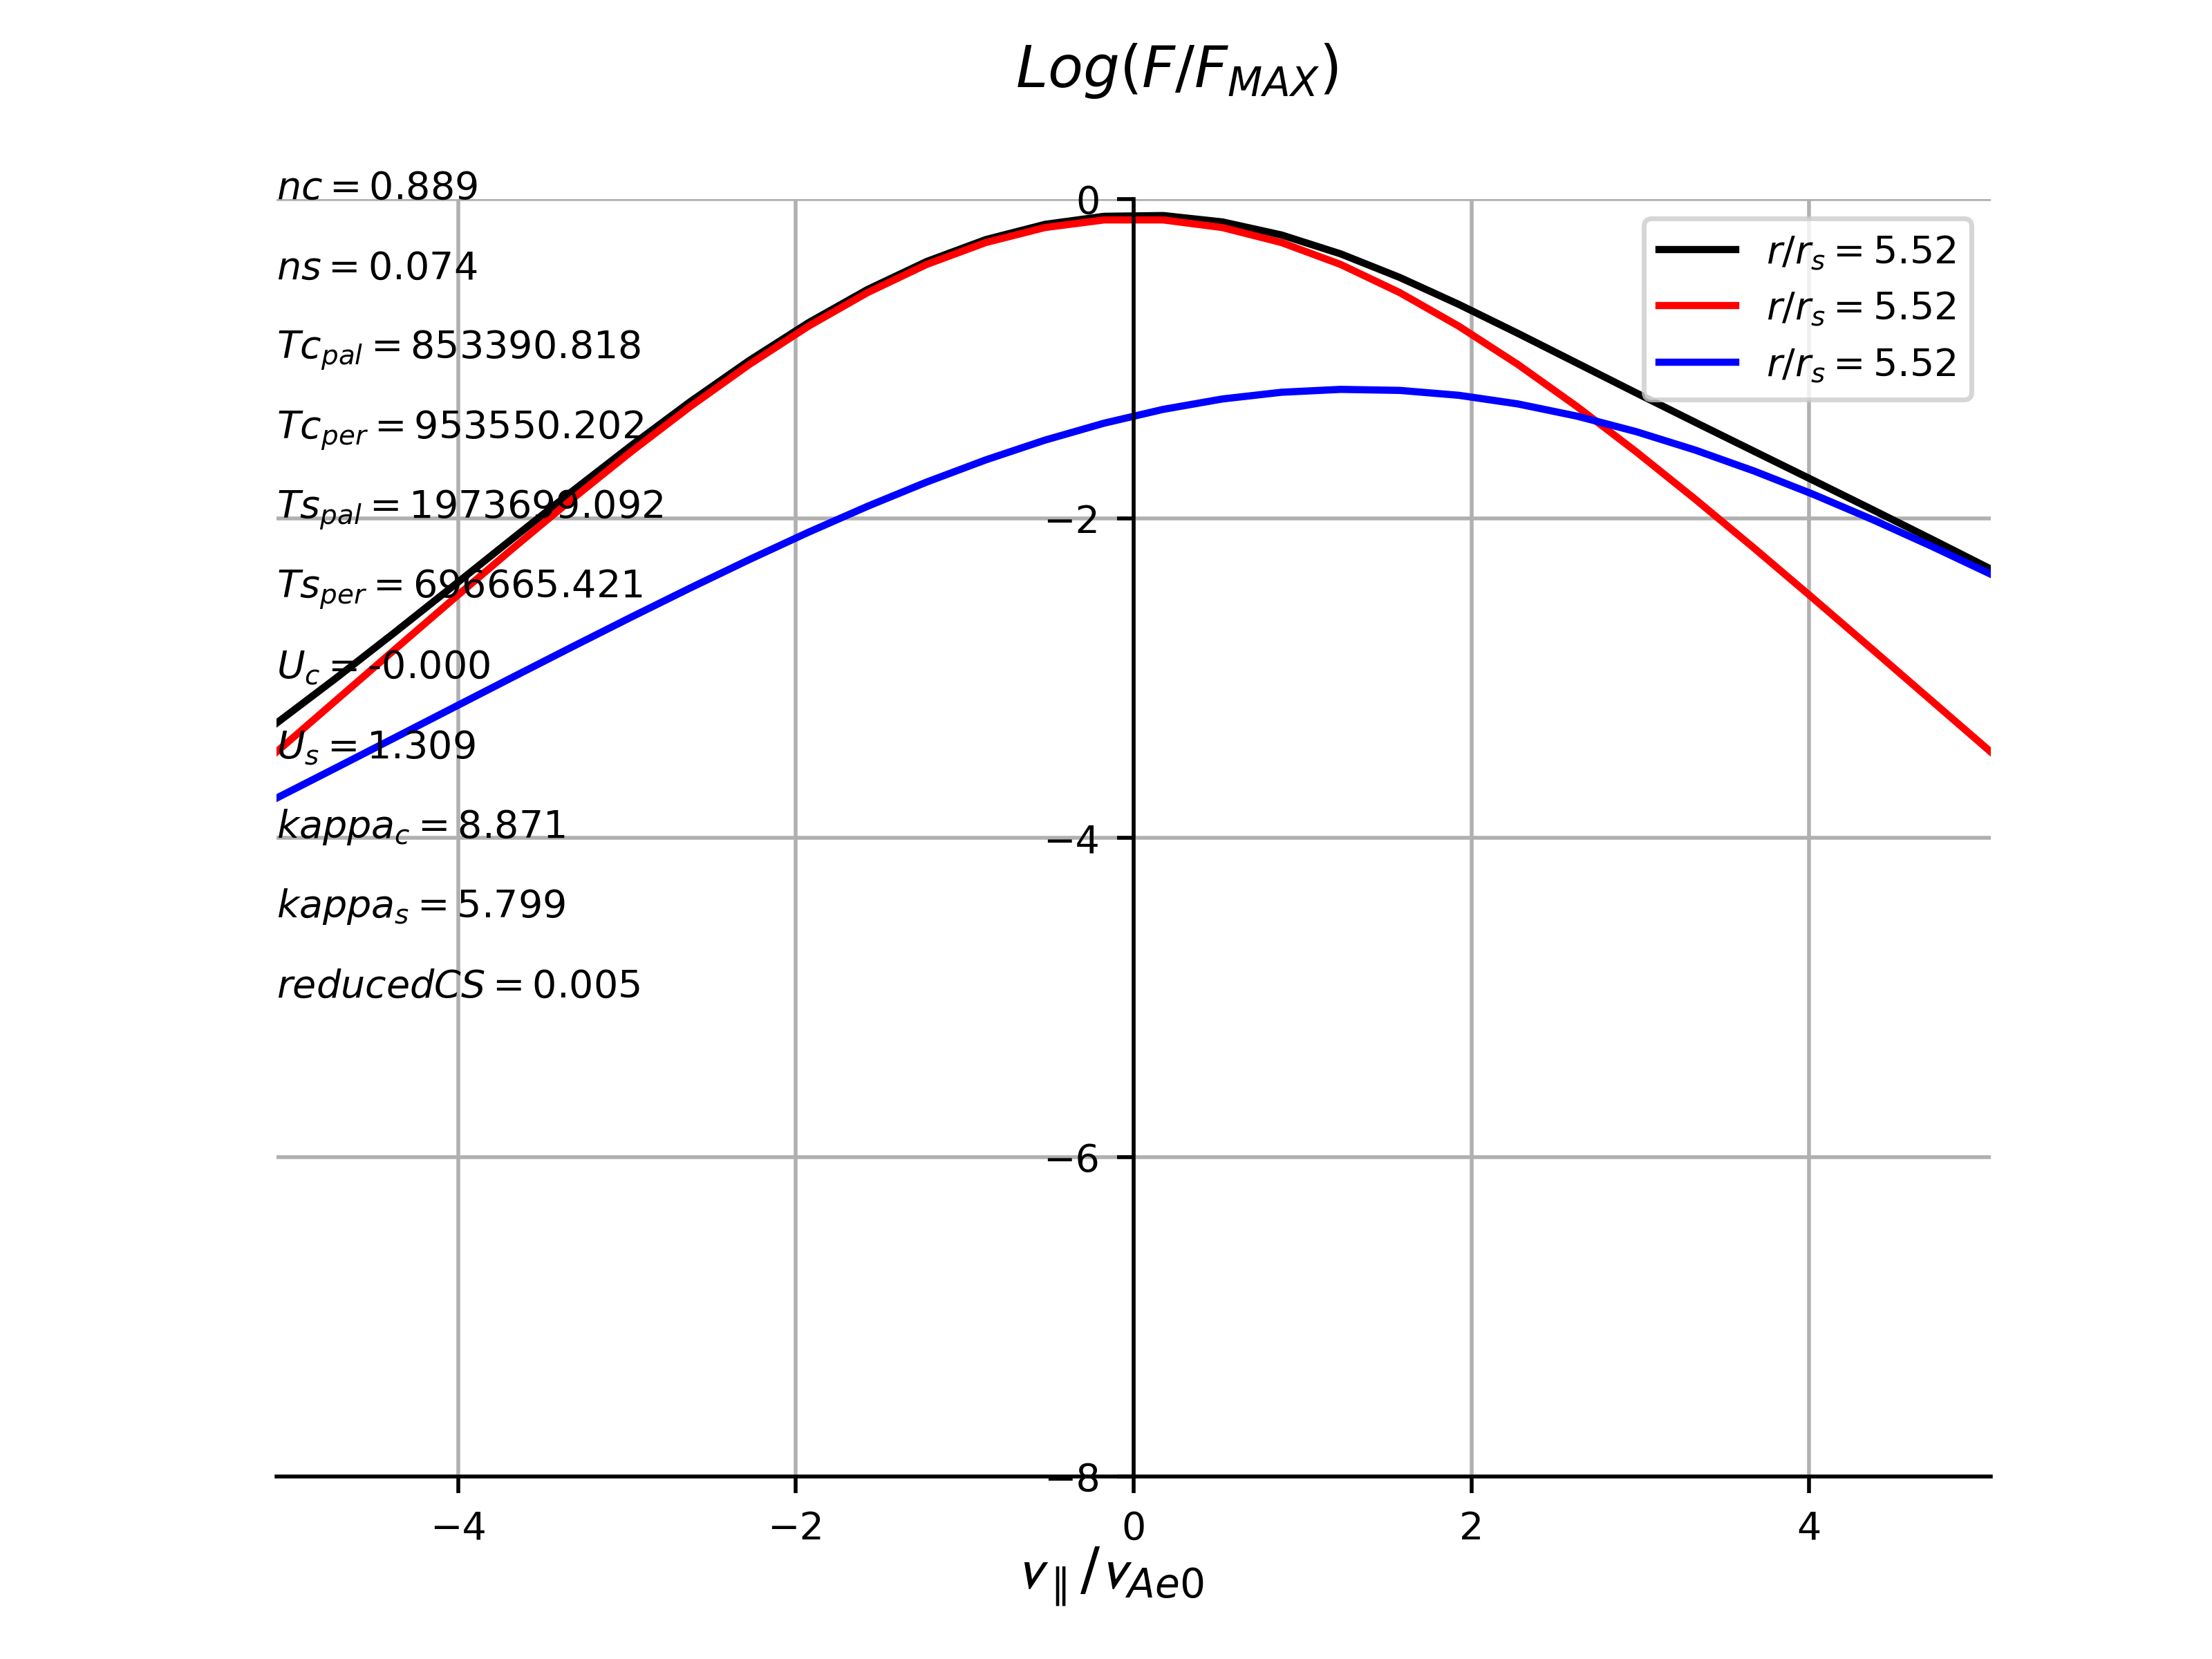 Log(F/F_MAX)
nc = 0.889
ns = 0.074
Tc_pal = 853390.818
Tc_per = 953550.202
Ts_pal = 1973699.092
Ts_per = 696665.421
U_c = -0.000
U_s = 1.309
kappa_c = 8.871
kappa_s = 5.799
reducedCS = 0.005
0
−2
−4
−6
−8
r/r_s = 5.52
r/r_s = 5.52
r/r_s = 5.52
−4 −2 0 2 4
v_∥/v_Ae0